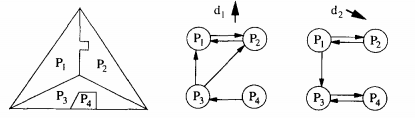 d₁ d₂
P₁ P₂ P₁ P₂ P₁ P₂
P₃ P₄ P₃ P₄ P₃ P₄